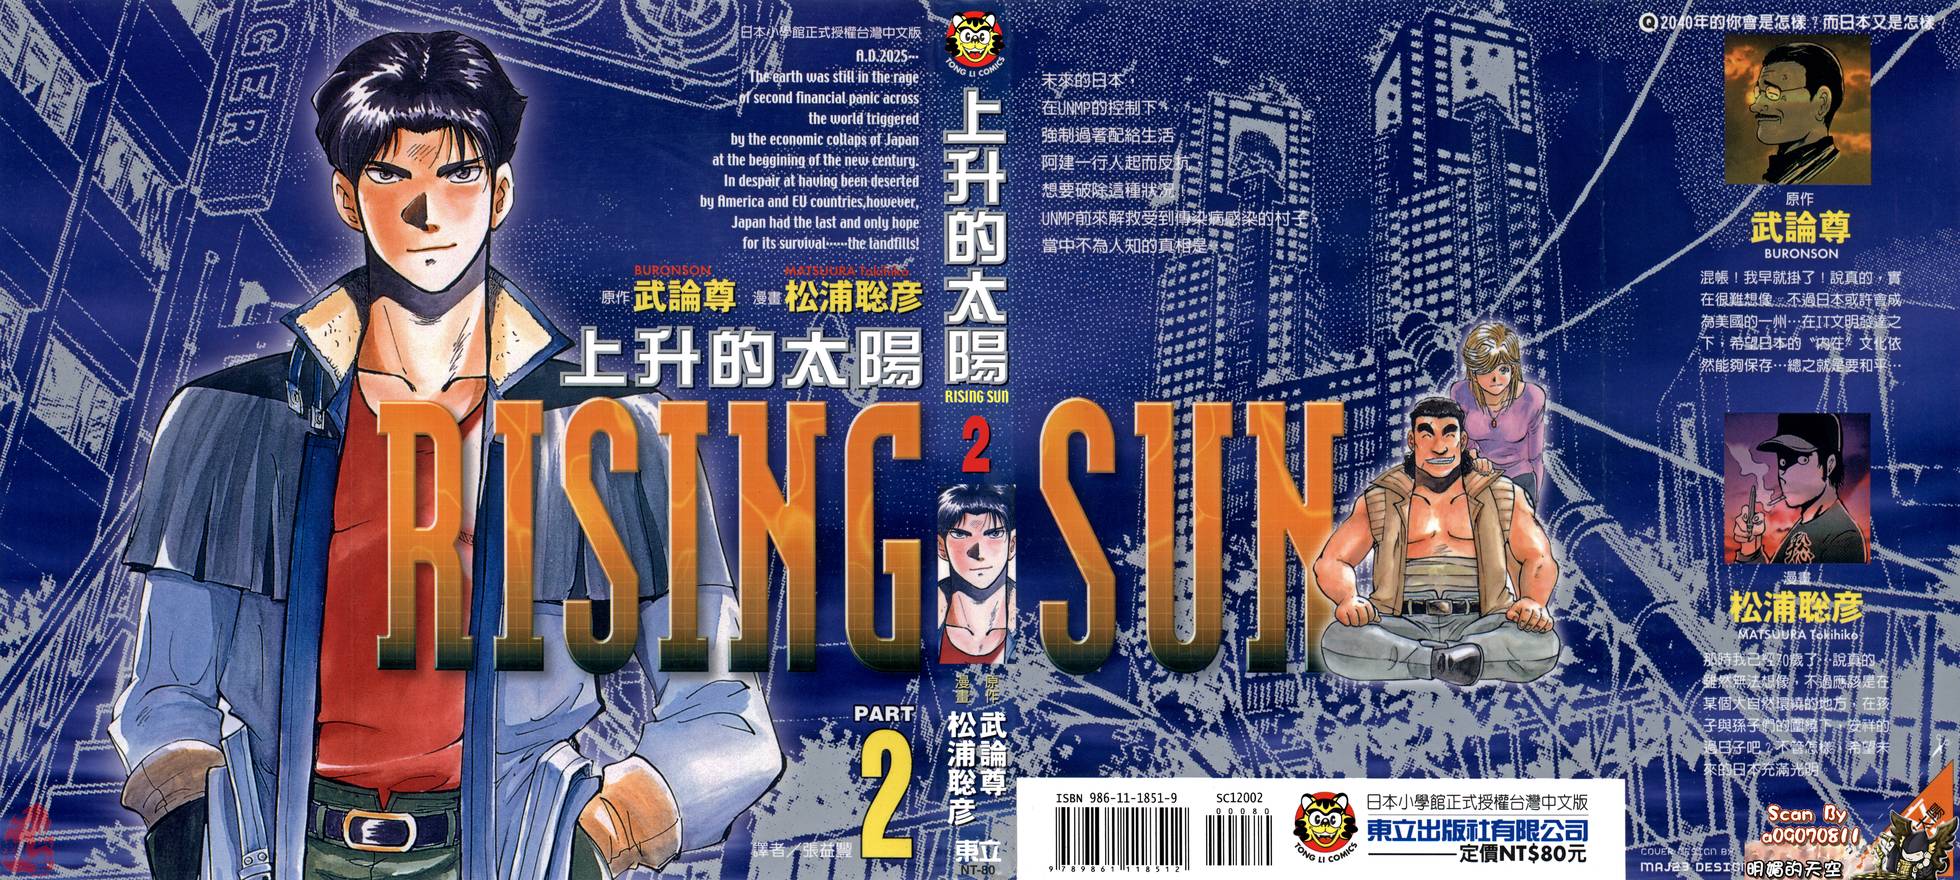 日本小學館正式授權台灣中文版
A.D.2025---
The earth was still in the rage
of second financial panic across
the world triggered
by the economic collaps of Japan
at the beggining of the new century.
In despair at having been deserted
by America and EU countries,however,
Japan had the last and only hope
for its survival……the landfills!
BURONSON
MATSUURA Takihiko
原作 武論尊 漫畫 松浦聡彦
上升的太陽
RISING SUN
PART
2
譯者／張益豐
TONG LI COMICS
上升的太陽
RISING SUN
2
原作 武論尊
漫畫 松浦聡彦
東立
NT-80
未來的日本，
在UNMP的控制下，
強制過著配給生活
阿建一行人起而反抗
想要破除這種狀況！
UNMP前來解救受到傳染病感染的村子，
當中不為人知的真相是…
ISBN 986-11-1851-9
SC12002
00080
9 789861 118512
TONG LI COMICS
日本小學館正式授權台灣中文版
東立出版社有限公司
定價NT$80元
Q 2040年的你會是怎樣？而日本又是怎樣？
原作
武論尊
BURONSON
混帳！我早就掛了！說真的，實
在很難想像…不過日本或許會成
為美國的一州…在IT文明發達之
下，希望日本的〝內在〞文化依
然能夠保存…總之就是要和平…
漫畫
松浦聡彦
MATSUURA Takihiko
那時我已經70歲了…說真的，
雖然無法想像，不過應該是在
某個大自然環繞的地方，在孩
子與孫子們的圍繞下，安祥的
過日子吧？不管怎樣，希望未
來的日本充滿光明。
COVER DESIGN BY
MAJ23 DESIG
Scan By
a09070811
明媚的天空